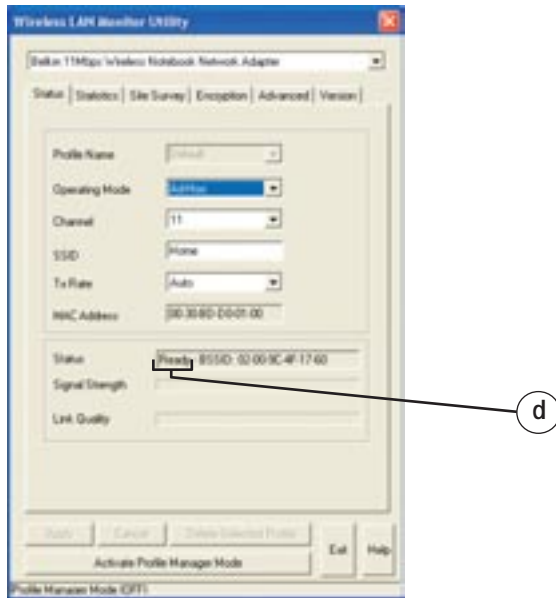 Wireless LAN Monitor Utility
Belkin 11Mbps Wireless Notebook Network Adapter
Status Statistics Site Survey Encryption Advanced Version
Profile Name Default
Operating Mode AdHoc
Channel 11
SSID Home
Tx Rate Auto
MAC Address 00-30-BD-D0-01-00
Status Ready BSSID: 02-00-9C-4F-17-60
Signal Strength
Link Quality
d
Apply Cancel Delete Selected Profile
Exit Help
Activate Profile Manager Mode
Profile Manager Mode (OFF)